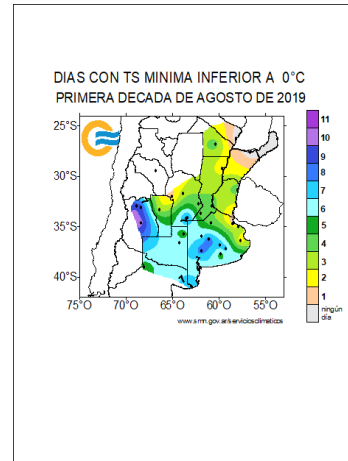 DIAS CON TS MINIMA INFERIOR A 0°C
PRIMERA DECADA DE AGOSTO DE 2019
24°S
30°S
35°S
40°S
75°O 70°O 65°O 60°O 55°O
www.smn.gov.ar/serviciosclimaticos
11
10
9
8
7
6
5
4
3
2
1
ningún
día